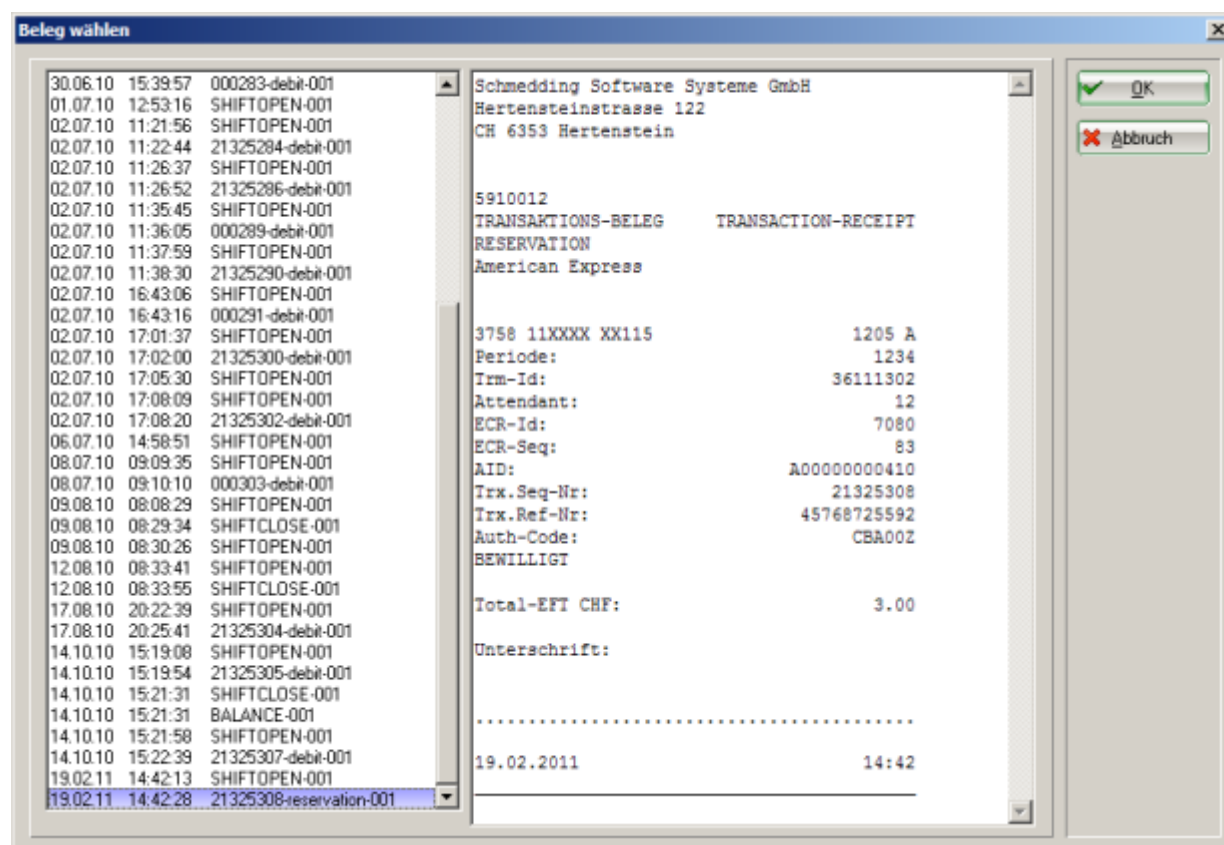 Beleg wählen
30.06.10 15:39:57 000283-debit-001
01.07.10 12:53:16 SHIFTOPEN-001
02.07.10 11:21:56 SHIFTOPEN-001
02.07.10 11:22:44 21325284-debit-001
02.07.10 11:26:37 SHIFTOPEN-001
02.07.10 11:26:52 21325286-debit-001
02.07.10 11:35:45 SHIFTOPEN-001
02.07.10 11:36:05 000289-debit-001
02.07.10 11:37:59 SHIFTOPEN-001
02.07.10 11:38:30 21325290-debit-001
02.07.10 16:43:06 SHIFTOPEN-001
02.07.10 16:43:16 000291-debit-001
02.07.10 17:01:37 SHIFTOPEN-001
02.07.10 17:02:00 21325300-debit-001
02.07.10 17:05:30 SHIFTOPEN-001
02.07.10 17:08:09 SHIFTOPEN-001
02.07.10 17:08:20 21325302-debit-001
06.07.10 14:58:51 SHIFTOPEN-001
08.07.10 09:09:35 SHIFTOPEN-001
08.07.10 09:10:10 000303-debit-001
09.08.10 08:08:29 SHIFTOPEN-001
09.08.10 08:29:34 SHIFTCLOSE-001
09.08.10 08:30:26 SHIFTOPEN-001
12.08.10 08:33:41 SHIFTOPEN-001
12.08.10 08:33:55 SHIFTCLOSE-001
17.08.10 20:22:39 SHIFTOPEN-001
17.08.10 20:25:41 21325304-debit-001
14.10.10 15:19:08 SHIFTOPEN-001
14.10.10 15:19:54 21325305-debit-001
14.10.10 15:21:31 SHIFTCLOSE-001
14.10.10 15:21:31 BALANCE-001
14.10.10 15:21:58 SHIFTOPEN-001
14.10.10 15:22:39 21325307-debit-001
19.02.11 14:42:13 SHIFTOPEN-001
19.02.11 14:42:28 21325308-reservation-001
Schmedding Software Systeme GmbH
Hertensteinstrasse 122
CH 6353 Hertenstein
5910012
TRANSAKTIONS-BELEG TRANSACTION-RECEIPT
RESERVATION
American Express
3758 11XXXX XX115 1205 A
Periode: 1234
Trm-Id: 36111302
Attendant: 12
ECR-Id: 7080
ECR-Seq: 83
AID: A00000000410
Trx.Seq-Nr: 21325308
Trx.Ref-Nr: 45768725592
Auth-Code: CBA00Z
BEWILLIGT
Total-EFT CHF: 3.00
Unterschrift:
..........................................
19.02.2011 14:42
OK
Abbruch